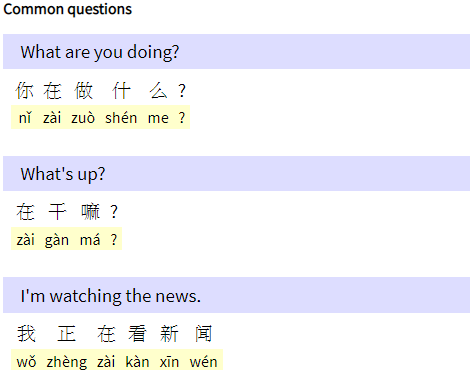 Common questions
What are you doing?
你 在 做 什 么 ?
nǐ zài zuò shén me ?
What's up?
在 干 嘛 ?
zài gàn má ?
I'm watching the news.
我 正 在 看 新 闻
wǒ zhèng zài kàn xīn wén